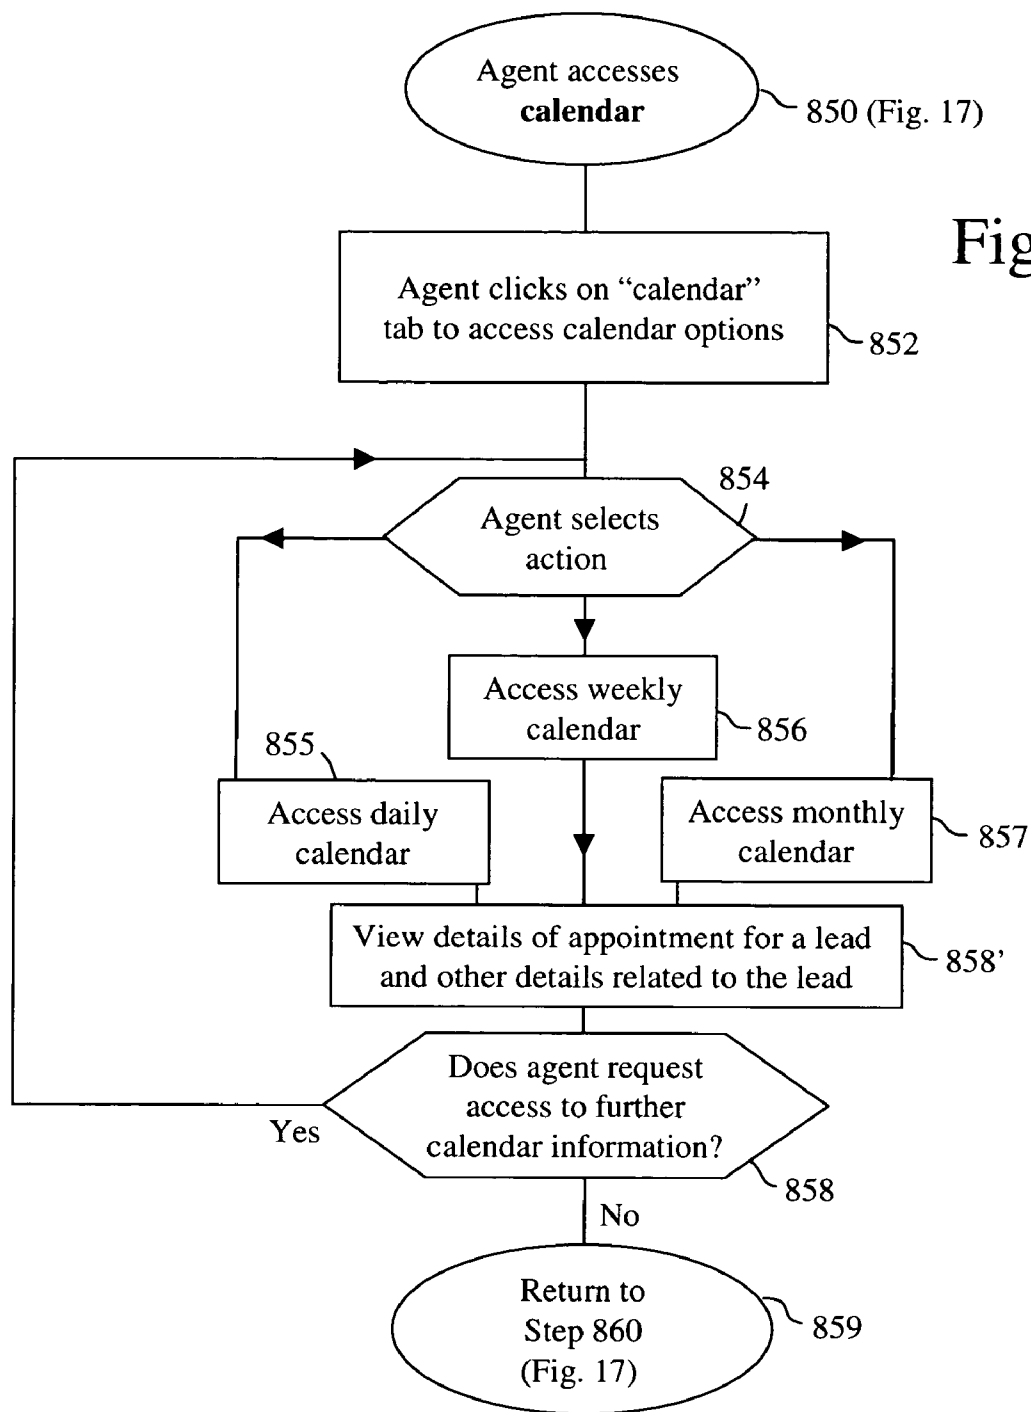 Agent accesses
calendar
850 (Fig. 17)
Fig
Agent clicks on “calendar”
tab to access calendar options
852
854
Agent selects
action
Access weekly
calendar
856
855
Access daily
calendar
Access monthly
calendar
857
View details of appointment for a lead
and other details related to the lead
858’
Does agent request
access to further
calendar information?
Yes
858
No
Return to
Step 860
(Fig. 17)
859